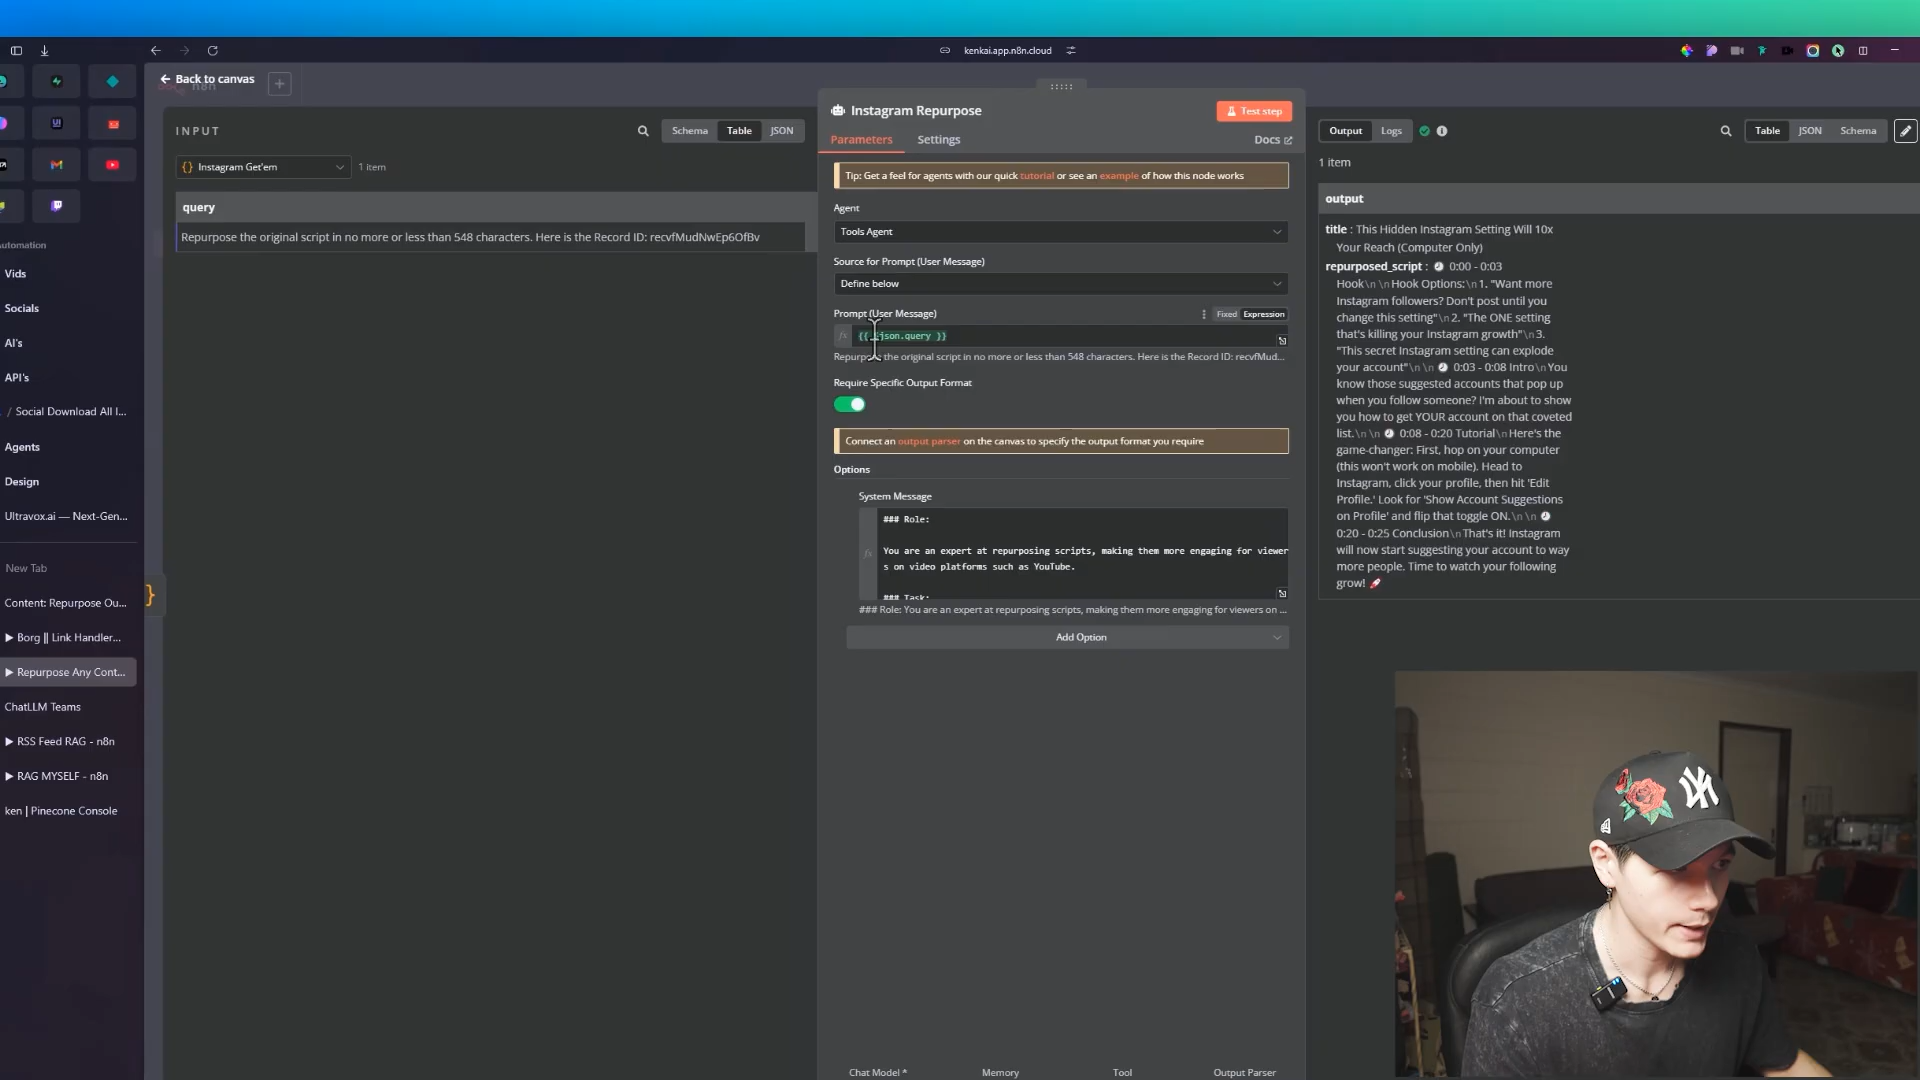 kenkai.app.n8n.cloud
Back to canvas
n8n
INPUT
Schema
Table
JSON
Instagram Get'em
1 item
query
Repurpose the original script in no more or less than 548 characters. Here is the Record ID: recvfMudNwEp6OfBv
Automation
Vids
Socials
AI's
API's
/ Social Download All I...
Agents
Design
Ultravox.ai — Next-Gen...
New Tab
Content: Repurpose Ou...
Borg || Link Handler...
Repurpose Any Cont...
ChatLLM Teams
RSS Feed RAG - n8n
RAG MYSELF - n8n
ken | Pinecone Console
Instagram Repurpose
Test step
Parameters
Settings
Docs
Tip: Get a feel for agents with our quick tutorial or see an example of how this node works
Agent
Tools Agent
Source for Prompt (User Message)
Define below
Prompt (User Message)
Fixed
Expression
fx
{{ $json.query }}
Repurpose the original script in no more or less than 548 characters. Here is the Record ID: recvfMud...
Require Specific Output Format
Connect an output parser on the canvas to specify the output format you require
Options
System Message
fx
### Role:
You are an expert at repurposing scripts, making them more engaging for viewer
s on video platforms such as YouTube.
### Task:
### Role: You are an expert at repurposing scripts, making them more engaging for viewers on ...
Add Option
Chat Model *
Memory
Tool
Output Parser
Output
Logs
Table
JSON
Schema
1 item
output
title : This Hidden Instagram Setting Will 10x
Your Reach (Computer Only)
repurposed_script : 🕗 0:00 - 0:03
Hook\n\nHook Options:\n1. "Want more
Instagram followers? Don't post until you
change this setting"\n2. "The ONE setting
that's killing your Instagram growth"\n3.
"This secret Instagram setting can explode
your account"\n\n 🕗 0:03 - 0:08 Intro\nYou
know those suggested accounts that pop up
when you follow someone? I'm about to show
you how to get YOUR account on that coveted
list.\n\n 🕗 0:08 - 0:20 Tutorial\nHere's the
game-changer: First, hop on your computer
(this won't work on mobile). Head to
Instagram, click your profile, then hit 'Edit
Profile.' Look for 'Show Account Suggestions
on Profile' and flip that toggle ON.\n\n 🕗
0:20 - 0:25 Conclusion\nThat's it! Instagram
will now start suggesting your account to way
more people. Time to watch your following
grow! 🚀
NY